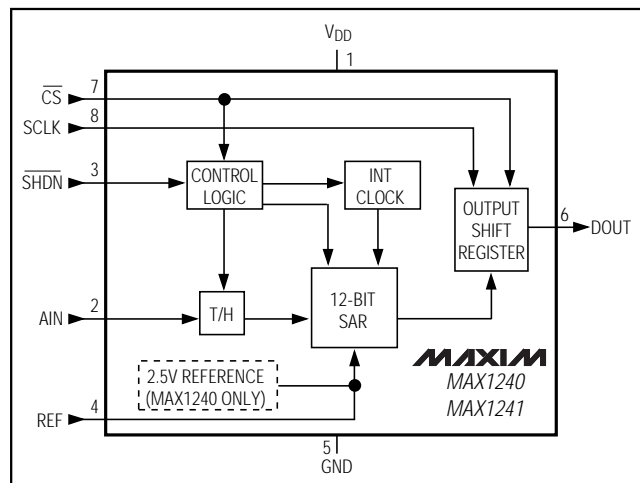 VDD
1
7
CS
8
SCLK
3
SHDN
CONTROL
LOGIC
INT
CLOCK
OUTPUT
SHIFT
REGISTER
6
DOUT
2
AIN
T/H
12-BIT
SAR
2.5V REFERENCE
(MAX1240 ONLY)
MAXIM
MAX1240
MAX1241
4
REF
5
GND